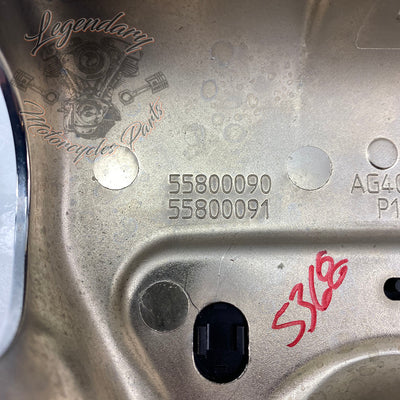 Legendary
Motorcycles Parts
55800090 AG40
55800091 P1
5368